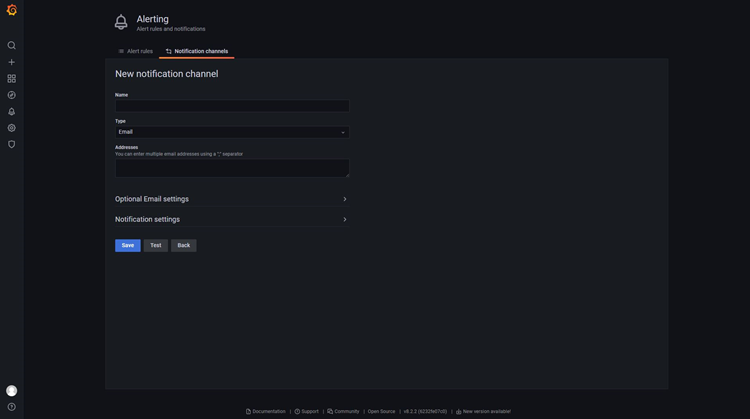 Alerting
Alert rules and notifications
Alert rules
Notification channels
New notification channel
Name
Type
Email
Addresses
You can enter multiple email addresses using a ";" separator
Optional Email settings
Notification settings
Save Test Back
Documentation | Support | Community | Open Source | v8.2.2 (6232fe07c0) | New version available!